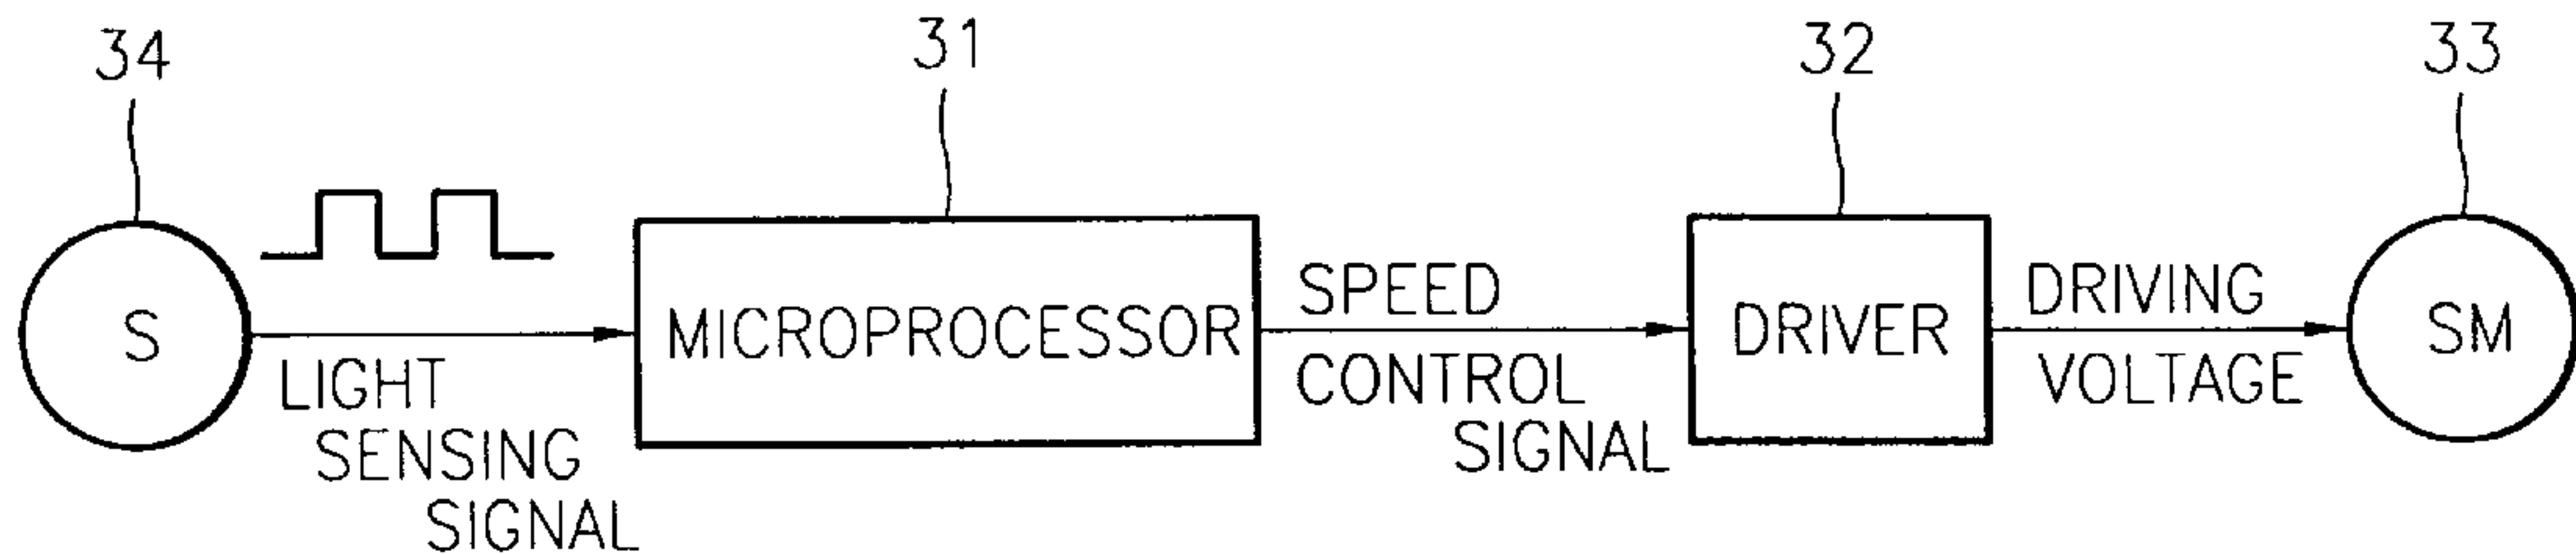 34
31
32
33
S
LIGHT
SENSING
SIGNAL
MICROPROCESSOR
SPEED
CONTROL
SIGNAL
DRIVER
DRIVING
VOLTAGE
SM